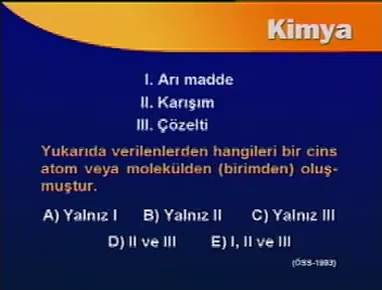 Kimya
I. Arı madde
II. Karışım
III. Çözelti
Yukarıda verilenlerden hangileri bir cins
atom veya molekülden (birimden) oluş-
muştur.
A) Yalnız I B) Yalnız II C) Yalnız III
D) II ve III E) I, II ve III
(ÖSS-1993)